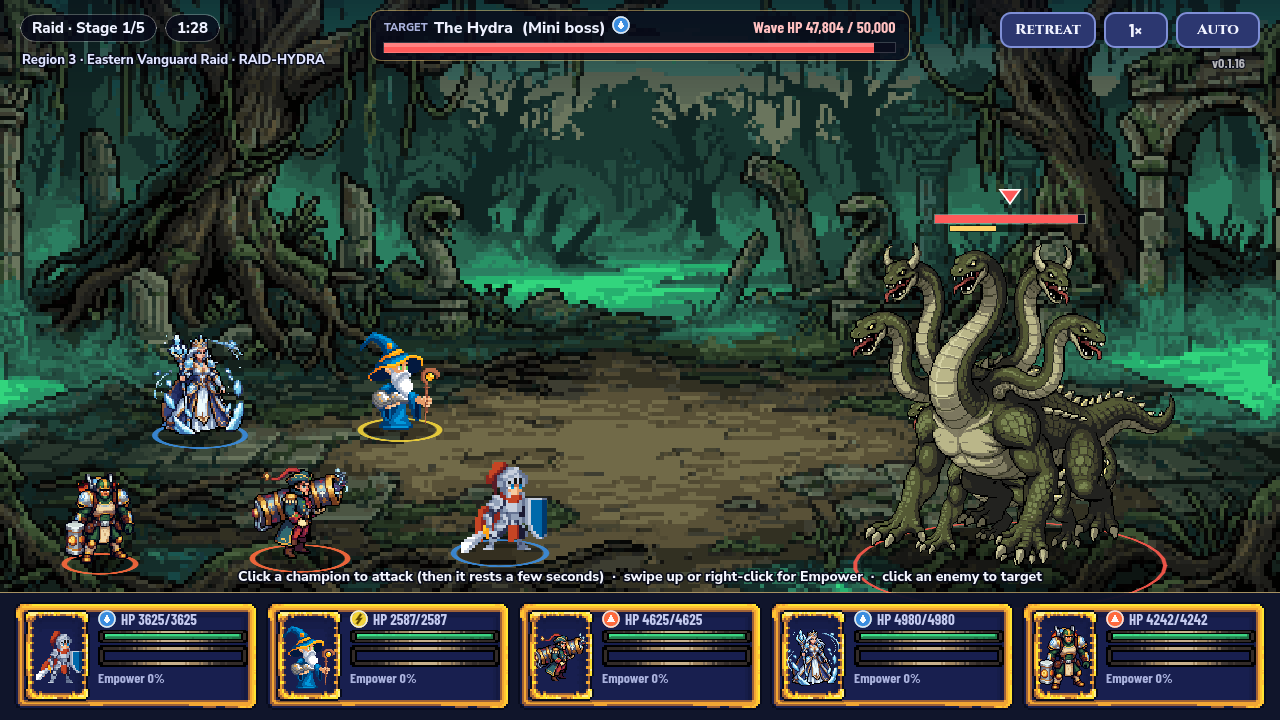 Raid · Stage 1/5
1:28
TARGET The Hydra (Mini boss)
Wave HP 47,804 / 50,000
RETREAT
1×
AUTO
Region 3 · Eastern Vanguard Raid · RAID-HYDRA
v0.1.16
Click a champion to attack (then it rests a few seconds) · swipe up or right-click for Empower · click an enemy to target
HP 3625/3625
Empower 0%
HP 2587/2587
Empower 0%
HP 4625/4625
Empower 0%
HP 4980/4980
Empower 0%
HP 4242/4242
Empower 0%